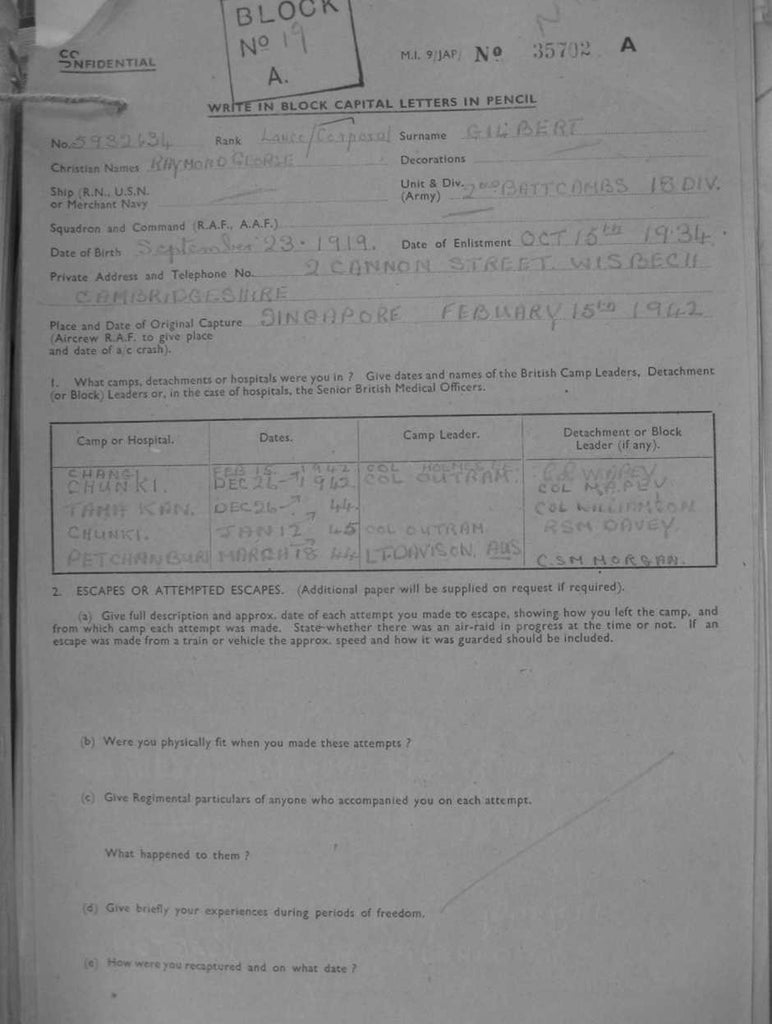 BLOCK
No 19
A.
CONFIDENTIAL
M.I. 9/JAP/ No 35702 A
WRITE IN BLOCK CAPITAL LETTERS IN PENCIL
No. 5932634 Rank Lance/Corporal Surname GILBERT
Christian Names RAYMOND GEORGE Decorations
Ship (R.N., U.S.N. or Merchant Navy
Unit & Div. (Army) 2ND BATT CAMBS 18 DIV.
Squadron and Command (R.A.F., A.A.F.)
Date of Birth September 23.1919. Date of Enlistment OCT 15th 1934.
Private Address and Telephone No. 2 CANNON STREET WISBECH
CAMBRIDGESHIRE
Place and Date of Original Capture SINGAPORE FEBUARY 15th 1942
(Aircrew R.A.F. to give place
and date of a/c crash).
1. What camps, detachments or hospitals were you in ? Give dates and names of the British Camp Leaders, Detachment
(or Block) Leaders or, in the case of hospitals, the Senior British Medical Officers.
Camp or Hospital. Dates. Camp Leader. Detachment or Block Leader (if any).
CHANGI FEB 15 1942 COL HOLMES
CHUNKI. DEC 26 1942 COL OUTRAM. COL MAPEY.
TAMA KAN. DEC 26 44. COL WILLIAMSON
CHUNKI. JAN 12 45 COL OUTRAM RSM DAVEY.
PETCHANBURI MARCH 18 44 LT DAVISON. AUS C.SM MORGAN.
2. ESCAPES OR ATTEMPTED ESCAPES. (Additional paper will be supplied on request if required).
(a) Give full description and approx. date of each attempt you made to escape, showing how you left the camp, and
from which camp each attempt was made. State whether there was an air-raid in progress at the time or not. If an
escape was made from a train or vehicle the approx. speed and how it was guarded should be included.
(b) Were you physically fit when you made these attempts ?
(c) Give Regimental particulars of anyone who accompanied you on each attempt.
What happened to them ?
(d) Give briefly your experiences during periods of freedom.
(e) How were you recaptured and on what date ?